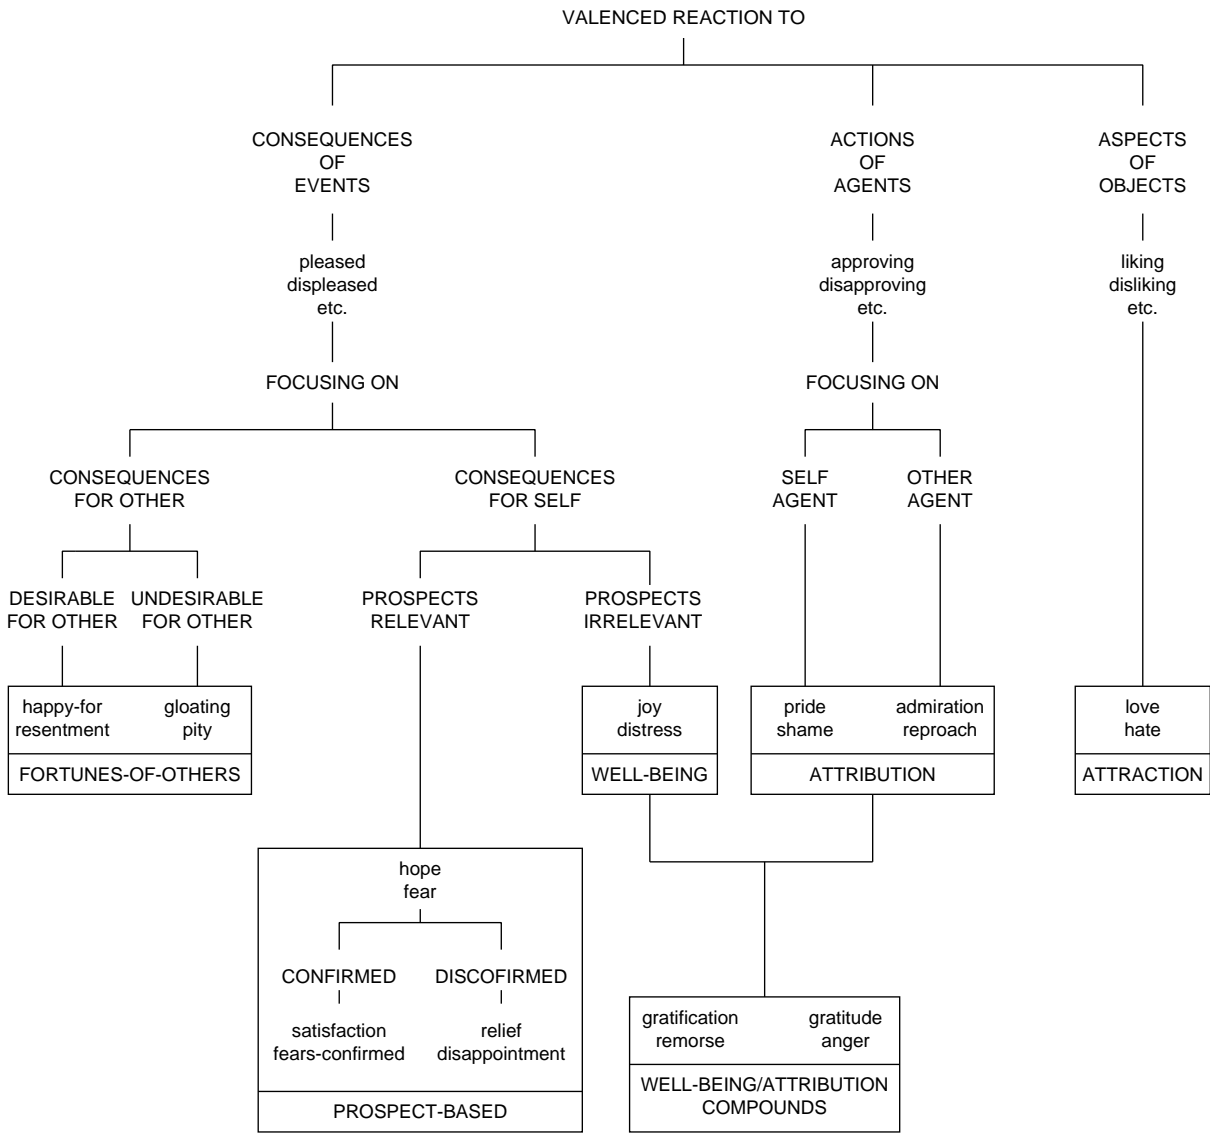 VALENCED REACTION TO
CONSEQUENCES
OF
EVENTS
ACTIONS
OF
AGENTS
ASPECTS
OF
OBJECTS
pleased
displeased
etc.
approving
disapproving
etc.
liking
disliking
etc.
FOCUSING ON
FOCUSING ON
CONSEQUENCES
FOR OTHER
CONSEQUENCES
FOR SELF
SELF
AGENT
OTHER
AGENT
DESIRABLE
FOR OTHER
UNDESIRABLE
FOR OTHER
PROSPECTS
RELEVANT
PROSPECTS
IRRELEVANT
happy-for
resentment
gloating
pity
FORTUNES-OF-OTHERS
joy
distress
WELL-BEING
pride
shame
admiration
reproach
ATTRIBUTION
love
hate
ATTRACTION
hope
fear
CONFIRMED
DISCOFIRMED
satisfaction
fears-confirmed
relief
disappointment
PROSPECT-BASED
gratification
remorse
gratitude
anger
WELL-BEING/ATTRIBUTION
COMPOUNDS